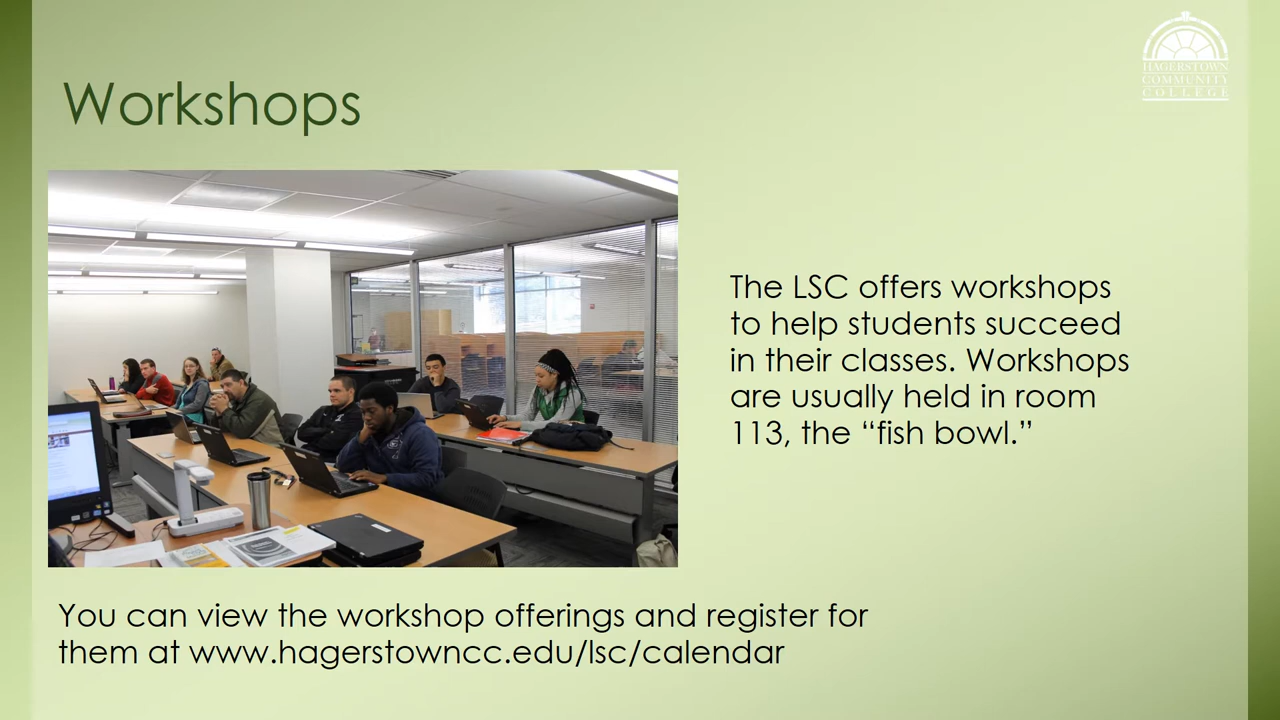 HAGERSTOWN
COMMUNITY
COLLEGE
Workshops
The LSC offers workshops
to help students succeed
in their classes. Workshops
are usually held in room
113, the “fish bowl.”
You can view the workshop offerings and register for
them at www.hagerstowncc.edu/lsc/calendar